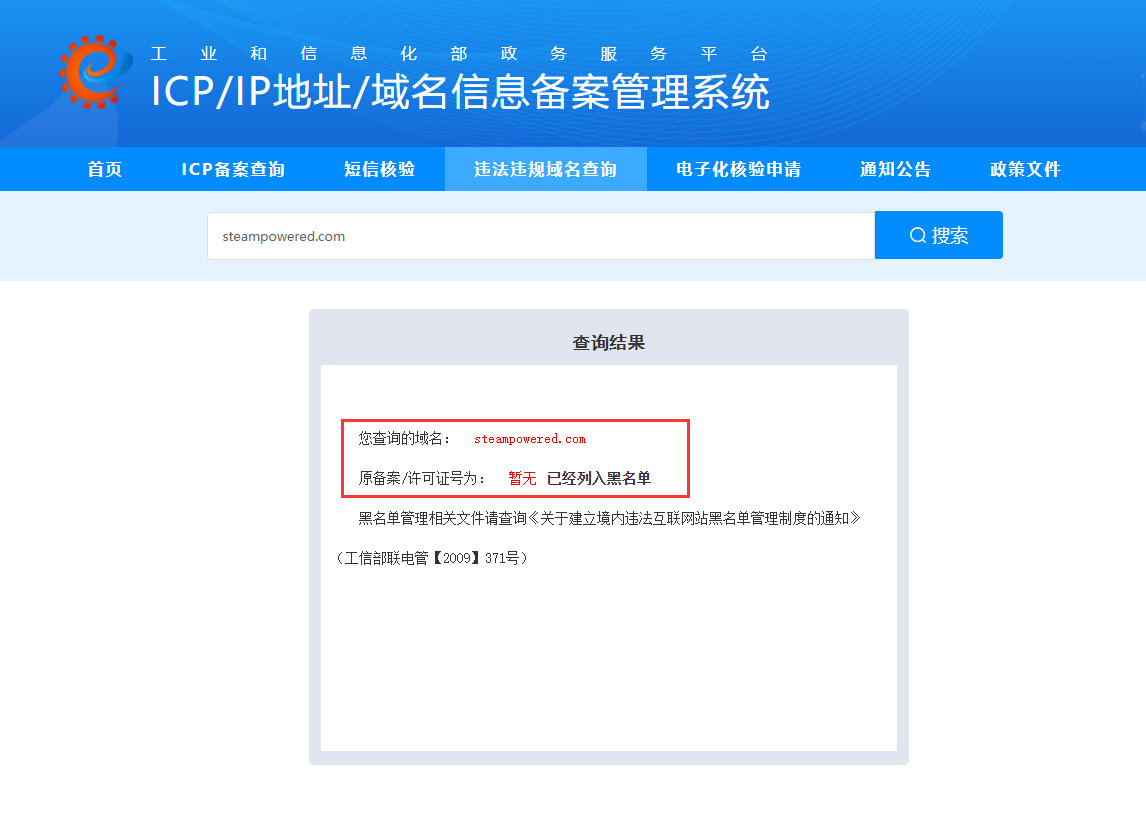 工业和信息化部政务服务平台
ICP/IP地址/域名信息备案管理系统
首页 ICP备案查询 短信核验 违法违规域名查询 电子化核验申请 通知公告 政策文件
steampowered.com 搜索
查询结果
您查询的域名： steampowered.com
原备案/许可证号为： 暂无 已经列入黑名单
黑名单管理相关文件请查询《关于建立境内违法互联网站黑名单管理制度的通知》
（工信部联电管【2009】371号）